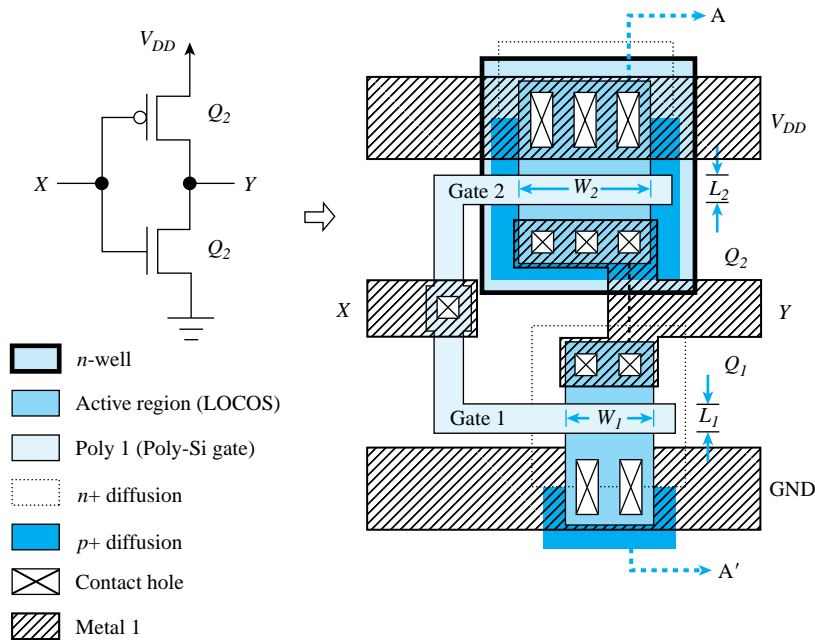 V_DD
Q_2
X
Y
Q_2
n-well
Active region (LOCOS)
Poly 1 (Poly-Si gate)
n+ diffusion
p+ diffusion
Contact hole
Metal 1
A
V_DD
Gate 2
W_2
L_2
Q_2
X
Y
Q_1
Gate 1
W_1
L_1
GND
A′